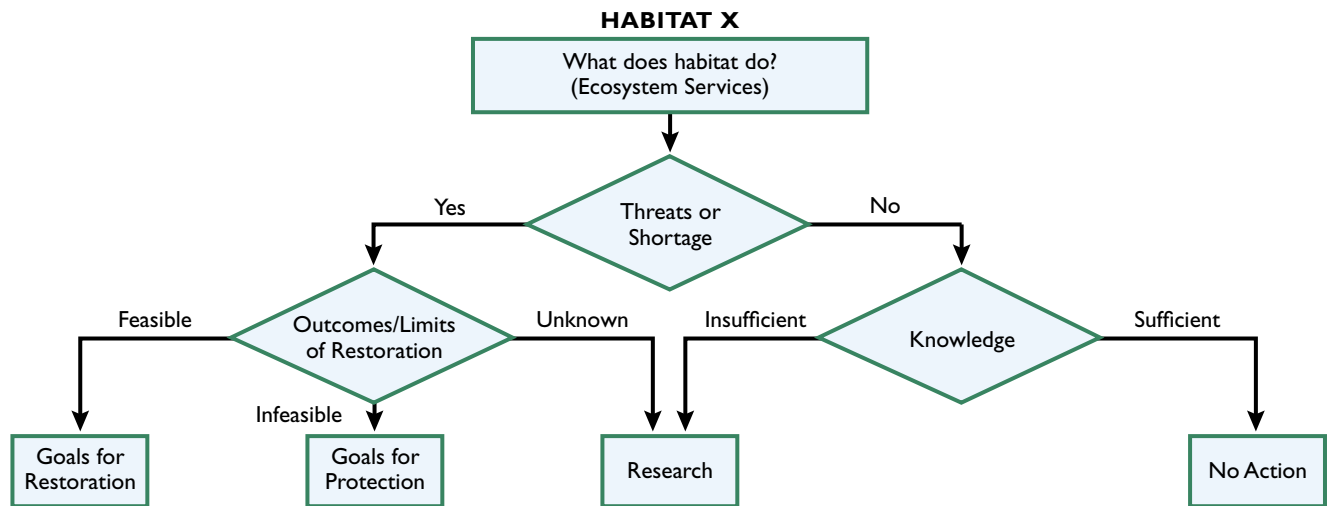 HABITAT X
What does habitat do?
(Ecosystem Services)
Yes
Threats or
Shortage
No
Feasible
Outcomes/Limits
of Restoration
Unknown
Insufficient
Knowledge
Sufficient
Infeasible
Goals for
Restoration
Goals for
Protection
Research
No Action